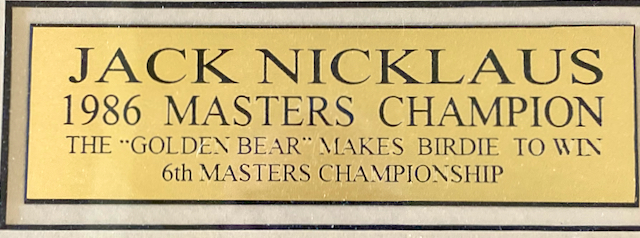 JACK NICKLAUS
1986 MASTERS CHAMPION
THE "GOLDEN BEAR" MAKES BIRDIE TO WIN
6th MASTERS CHAMPIONSHIP